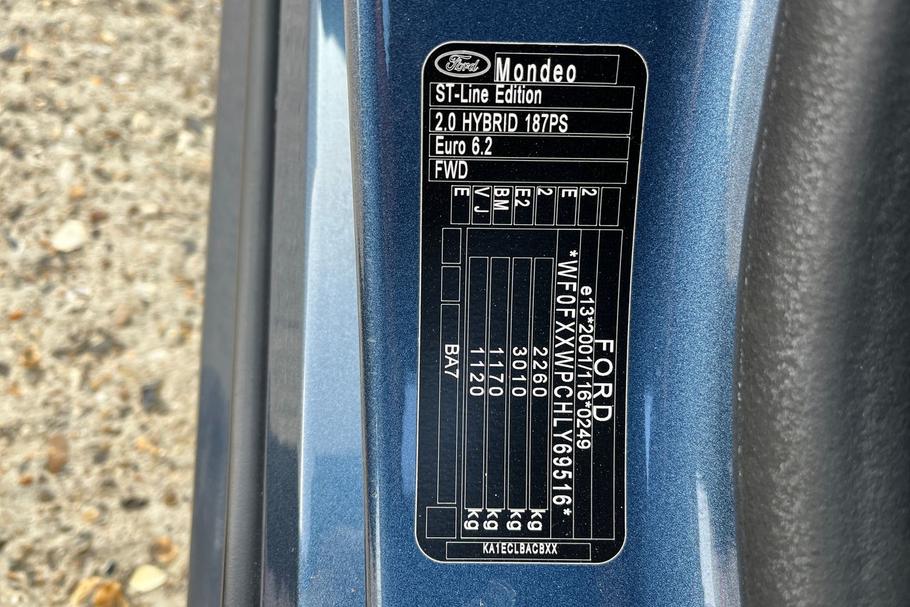 Ford Mondeo
ST-Line Edition
2.0 HYBRID 187PS
Euro 6.2
FWD
E VJ BM E2 2 E 2
FORD
e13*2001/116*0249
*WF0FXXWPCHLY69516*
2260 kg
3010 kg
1170 kg
1120 kg
BA7
KA1ECLBACBXX